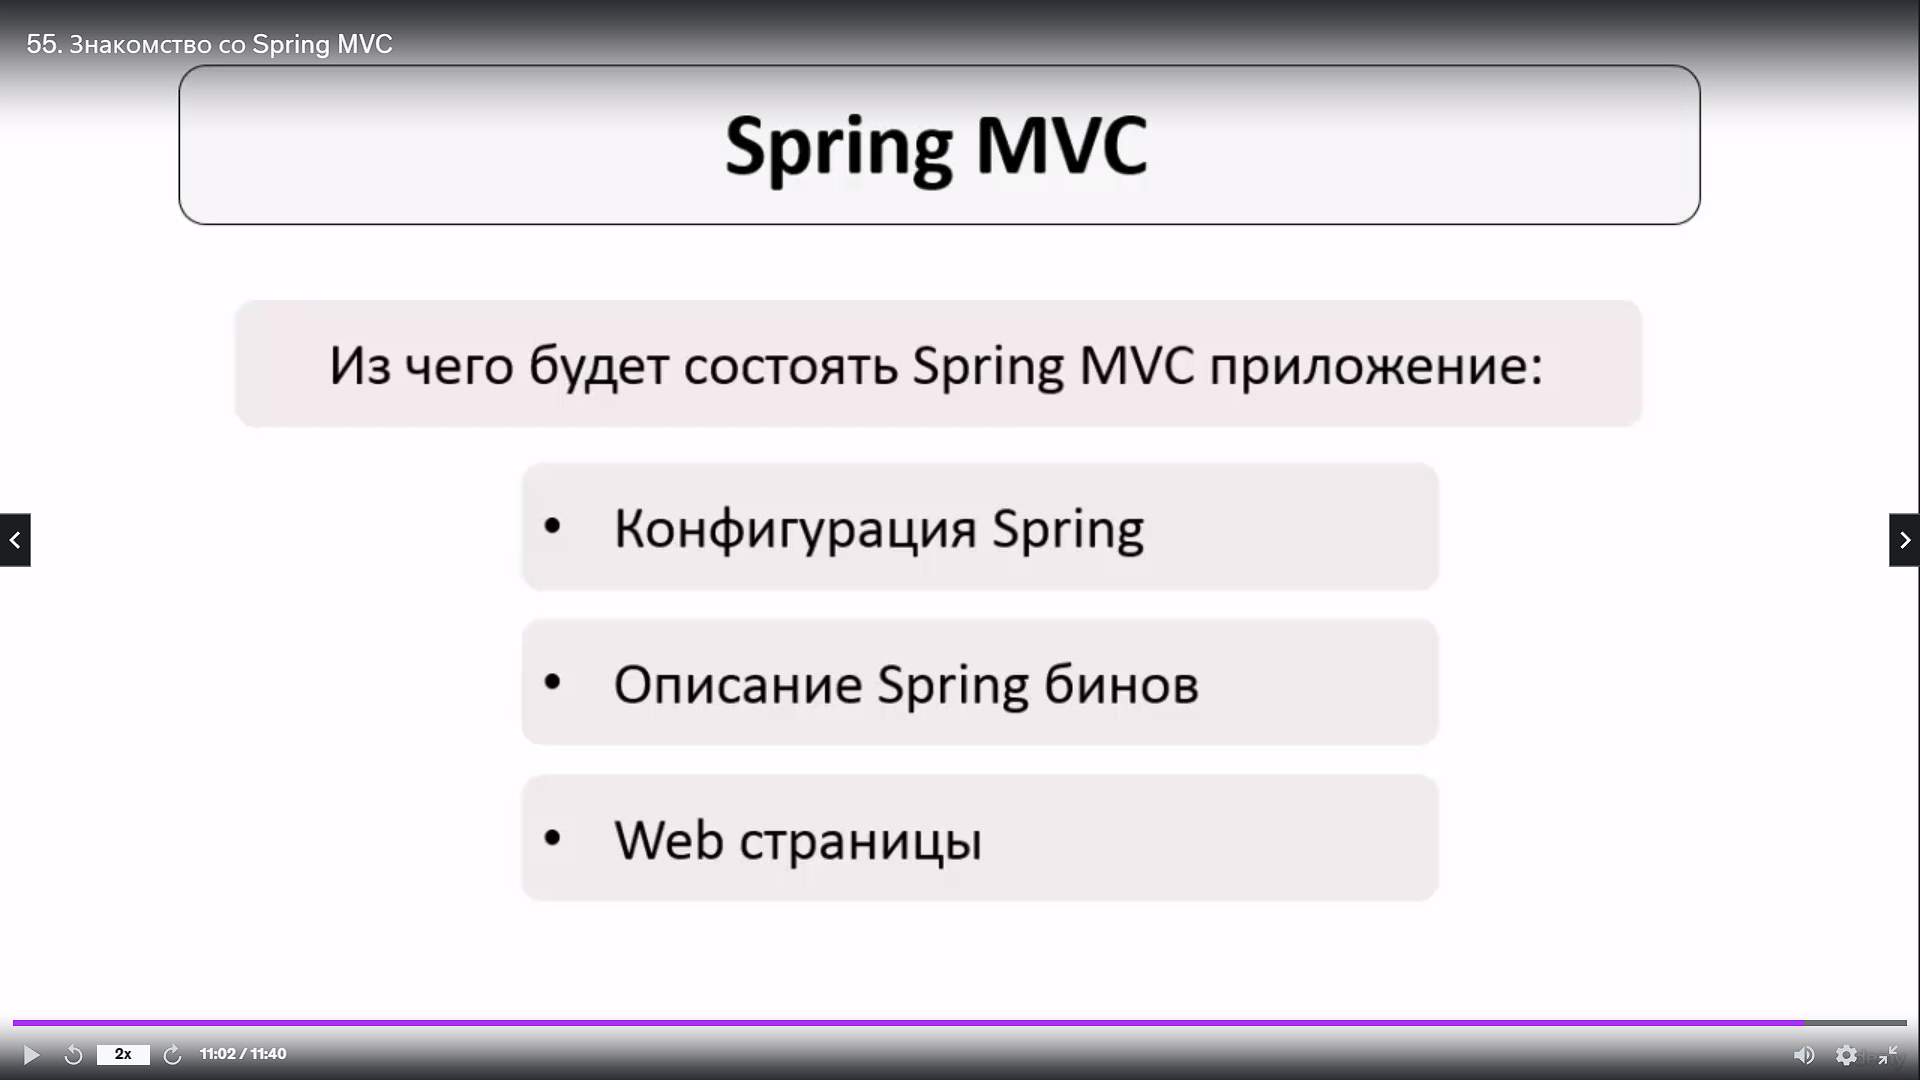 55. Знакомство со Spring MVC
Spring MVC
Из чего будет состоять Spring MVC приложение:
• Конфигурация Spring
• Описание Spring бинов
• Web страницы
2x
11:02 / 11:40